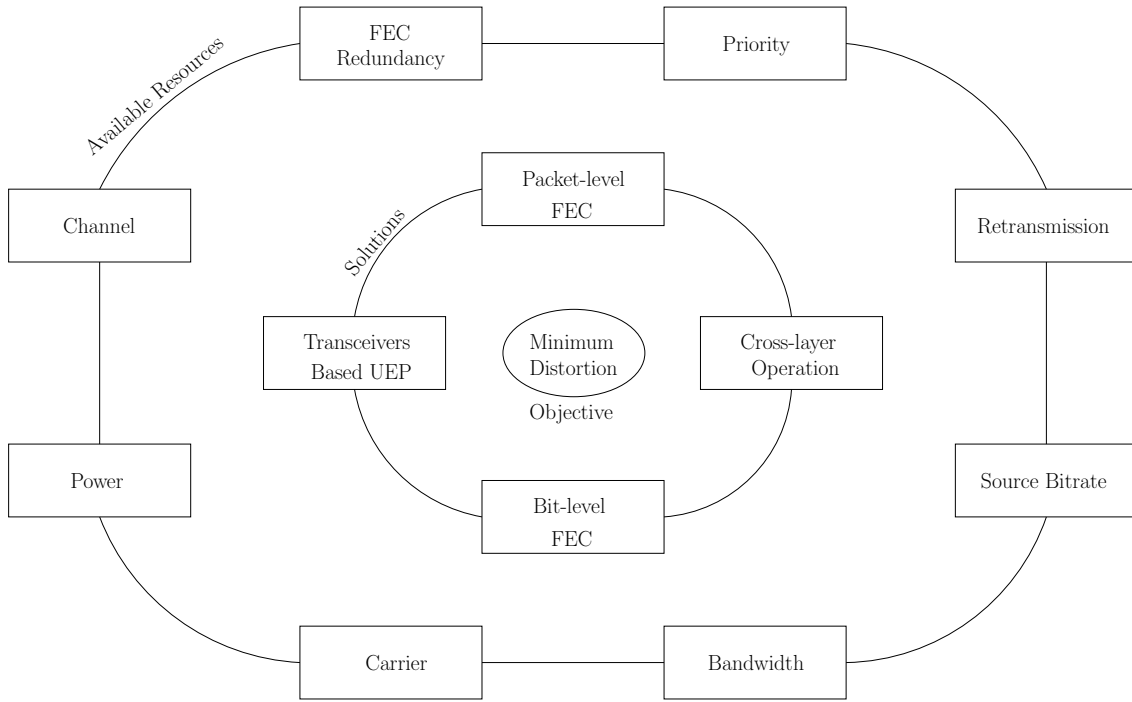 FEC
Redundancy
Priority
Available Resources
Channel
Packet-level
FEC
Retransmission
Solutions
Transceivers
Based UEP
Minimum
Distortion
Objective
Cross-layer
Operation
Power
Bit-level
FEC
Source Bitrate
Carrier
Bandwidth